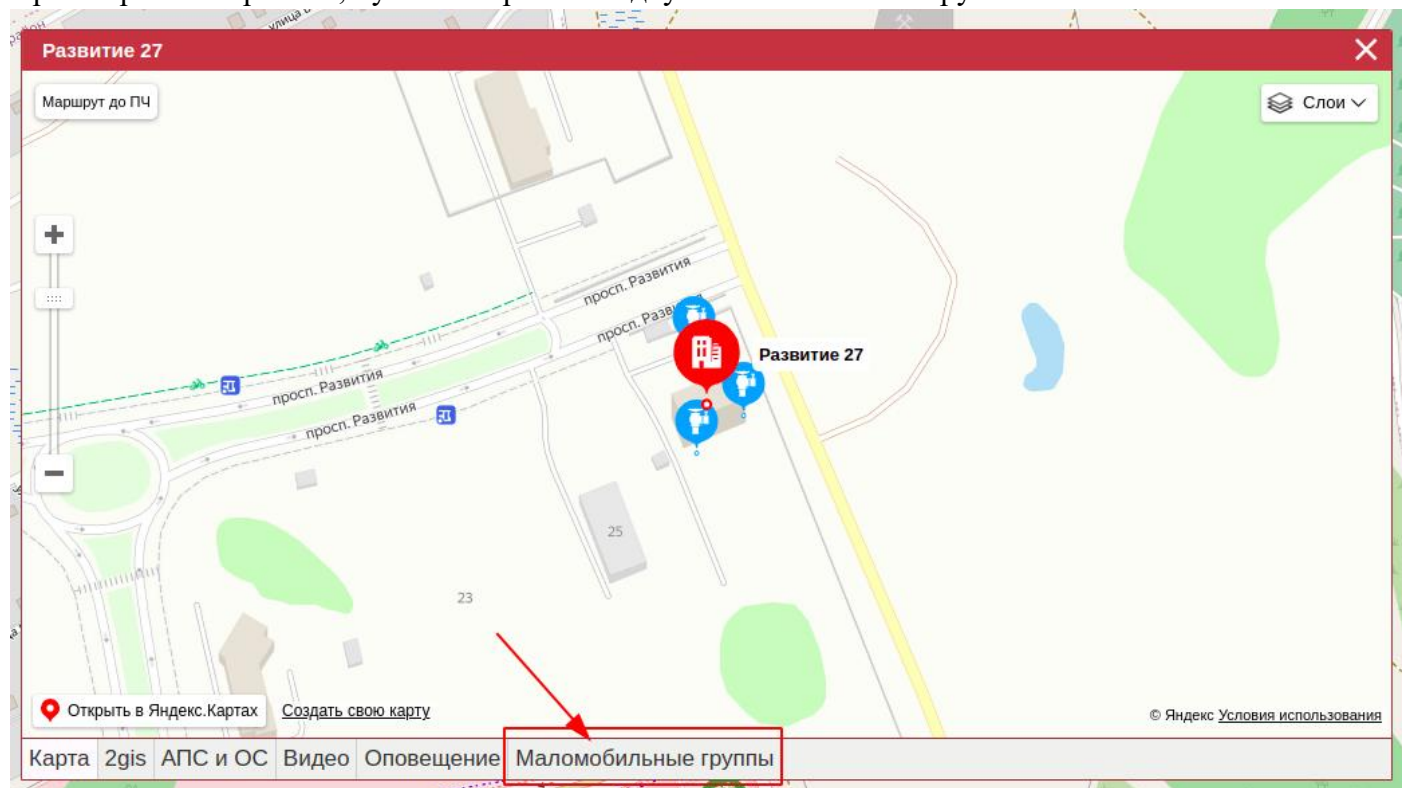 улица
Развитие 27
Маршрут до ПЧ
Слои
просп. Развития
просп. Развития
Развитие 27
просп. Развития
просп. Развития
25
23
Открыть в Яндекс.Картах
Создать свою карту
© Яндекс Условия использования
Карта 2gis АПС и ОС Видео Оповещение Маломобильные группы